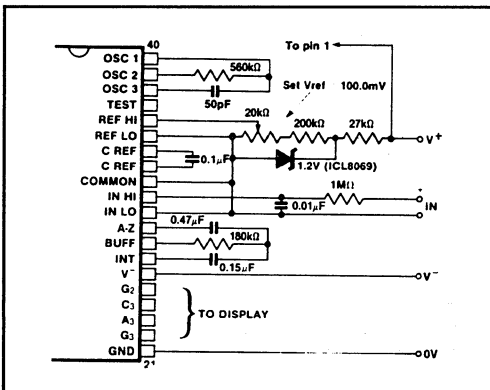 40
OSC 1
OSC 2
OSC 3
TEST
REF HI
REF LO
C REF
C REF
COMMON
IN HI
IN LO
A-Z
BUFF
INT
V⁻
G2
C3
A3
G3
GND
21
560kΩ
50pF
To pin 1
Set Vref 100.0mV
20kΩ
200kΩ
27kΩ
V⁺
1.2V (ICL8069)
0.1µF
1MΩ
+
IN
-
0.01µF
0.47µF
180kΩ
0.15µF
V⁻
TO DISPLAY
0V